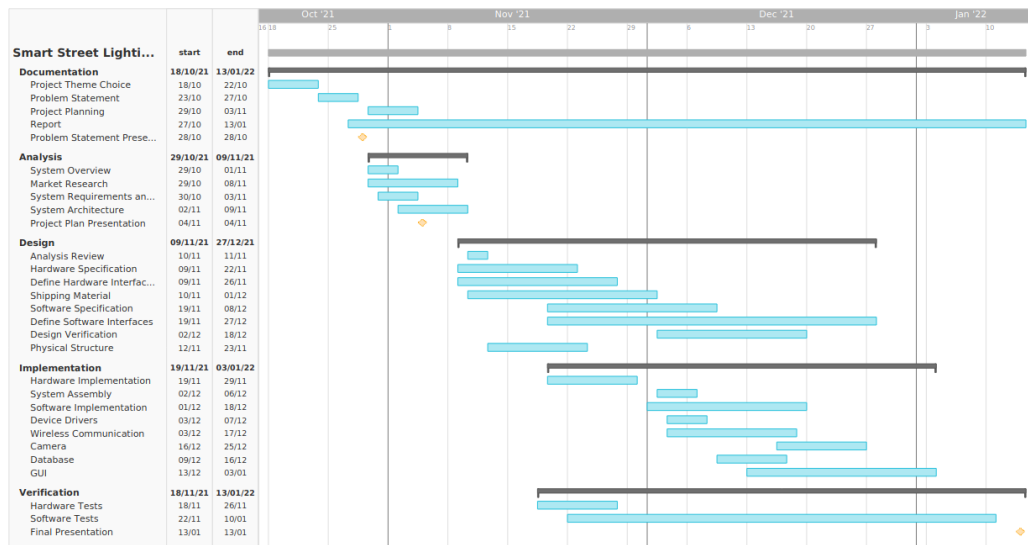 Oct '21 Nov '21 Dec '21 Jan '22
16 18 25 1 8 15 22 29 6 13 20 27 3 10
Smart Street Lighti... start end
Documentation 18/10/21 13/01/22
Project Theme Choice 18/10 22/10
Problem Statement 23/10 27/10
Project Planning 29/10 03/11
Report 27/10 13/01
Problem Statement Prese... 28/10 28/10
Analysis 29/10/21 09/11/21
System Overview 29/10 01/11
Market Research 29/10 08/11
System Requirements an... 30/10 03/11
System Architecture 02/11 09/11
Project Plan Presentation 04/11 04/11
Design 09/11/21 27/12/21
Analysis Review 10/11 11/11
Hardware Specification 09/11 22/11
Define Hardware Interfac... 09/11 26/11
Shipping Material 10/11 01/12
Software Specification 19/11 08/12
Define Software Interfaces 19/11 27/12
Design Verification 02/12 18/12
Physical Structure 12/11 23/11
Implementation 19/11/21 03/01/22
Hardware Implementation 19/11 29/11
System Assembly 02/12 06/12
Software Implementation 01/12 18/12
Device Drivers 03/12 07/12
Wireless Communication 03/12 17/12
Camera 16/12 25/12
Database 09/12 16/12
GUI 13/12 03/01
Verification 18/11/21 13/01/22
Hardware Tests 18/11 26/11
Software Tests 22/11 10/01
Final Presentation 13/01 13/01